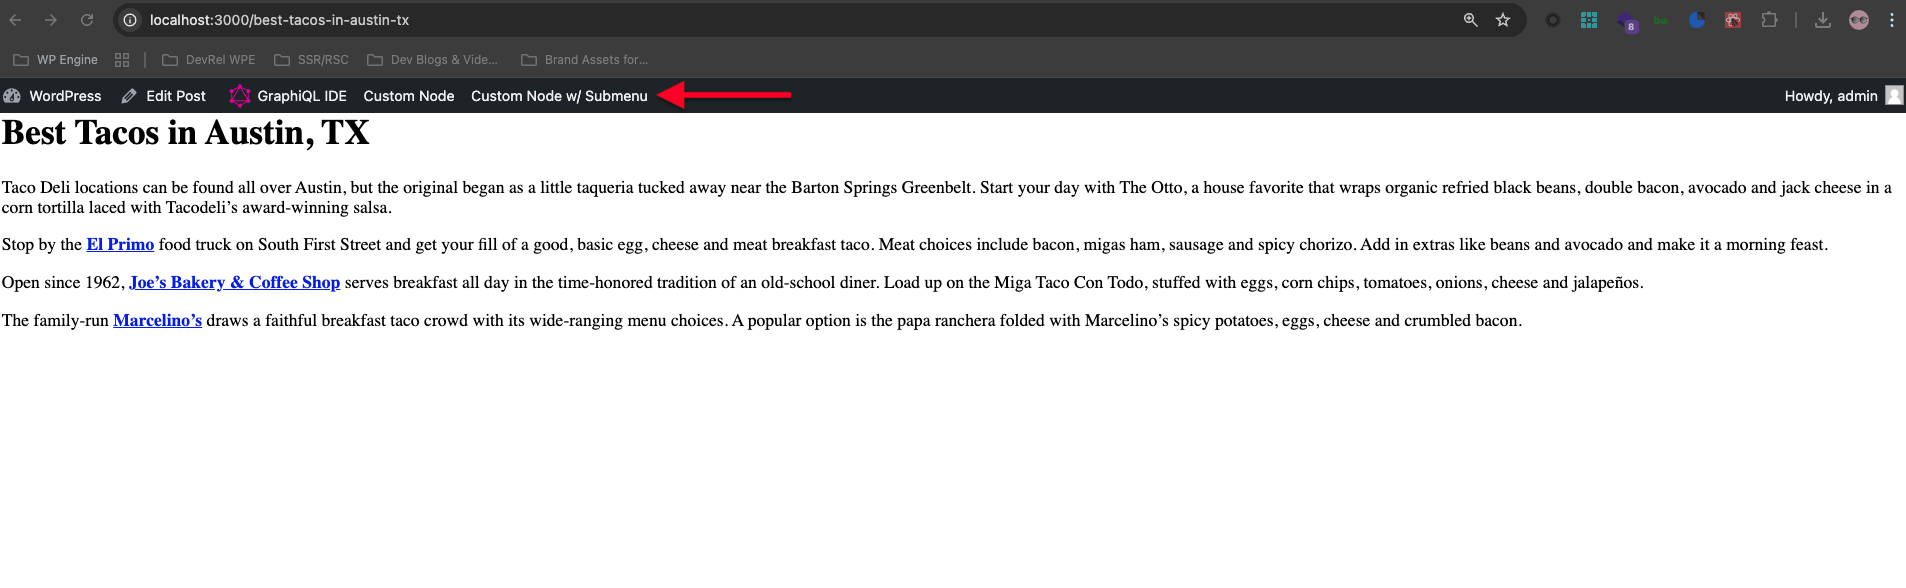 localhost:3000/best-tacos-in-austin-tx
8
WP Engine DevRel WPE SSR/RSC Dev Blogs & Vide... Brand Assets for...
WordPress Edit Post GraphiQL IDE Custom Node Custom Node w/ Submenu Howdy, admin
Best Tacos in Austin, TX
Taco Deli locations can be found all over Austin, but the original began as a little taqueria tucked away near the Barton Springs Greenbelt. Start your day with The Otto, a house favorite that wraps organic refried black beans, double bacon, avocado and jack cheese in a
corn tortilla laced with Tacodeli’s award-winning salsa.
Stop by the El Primo food truck on South First Street and get your fill of a good, basic egg, cheese and meat breakfast taco. Meat choices include bacon, migas ham, sausage and spicy chorizo. Add in extras like beans and avocado and make it a morning feast.
Open since 1962, Joe’s Bakery & Coffee Shop serves breakfast all day in the time-honored tradition of an old-school diner. Load up on the Miga Taco Con Todo, stuffed with eggs, corn chips, tomatoes, onions, cheese and jalapeños.
The family-run Marcelino’s draws a faithful breakfast taco crowd with its wide-ranging menu choices. A popular option is the papa ranchera folded with Marcelino’s spicy potatoes, eggs, cheese and crumbled bacon.